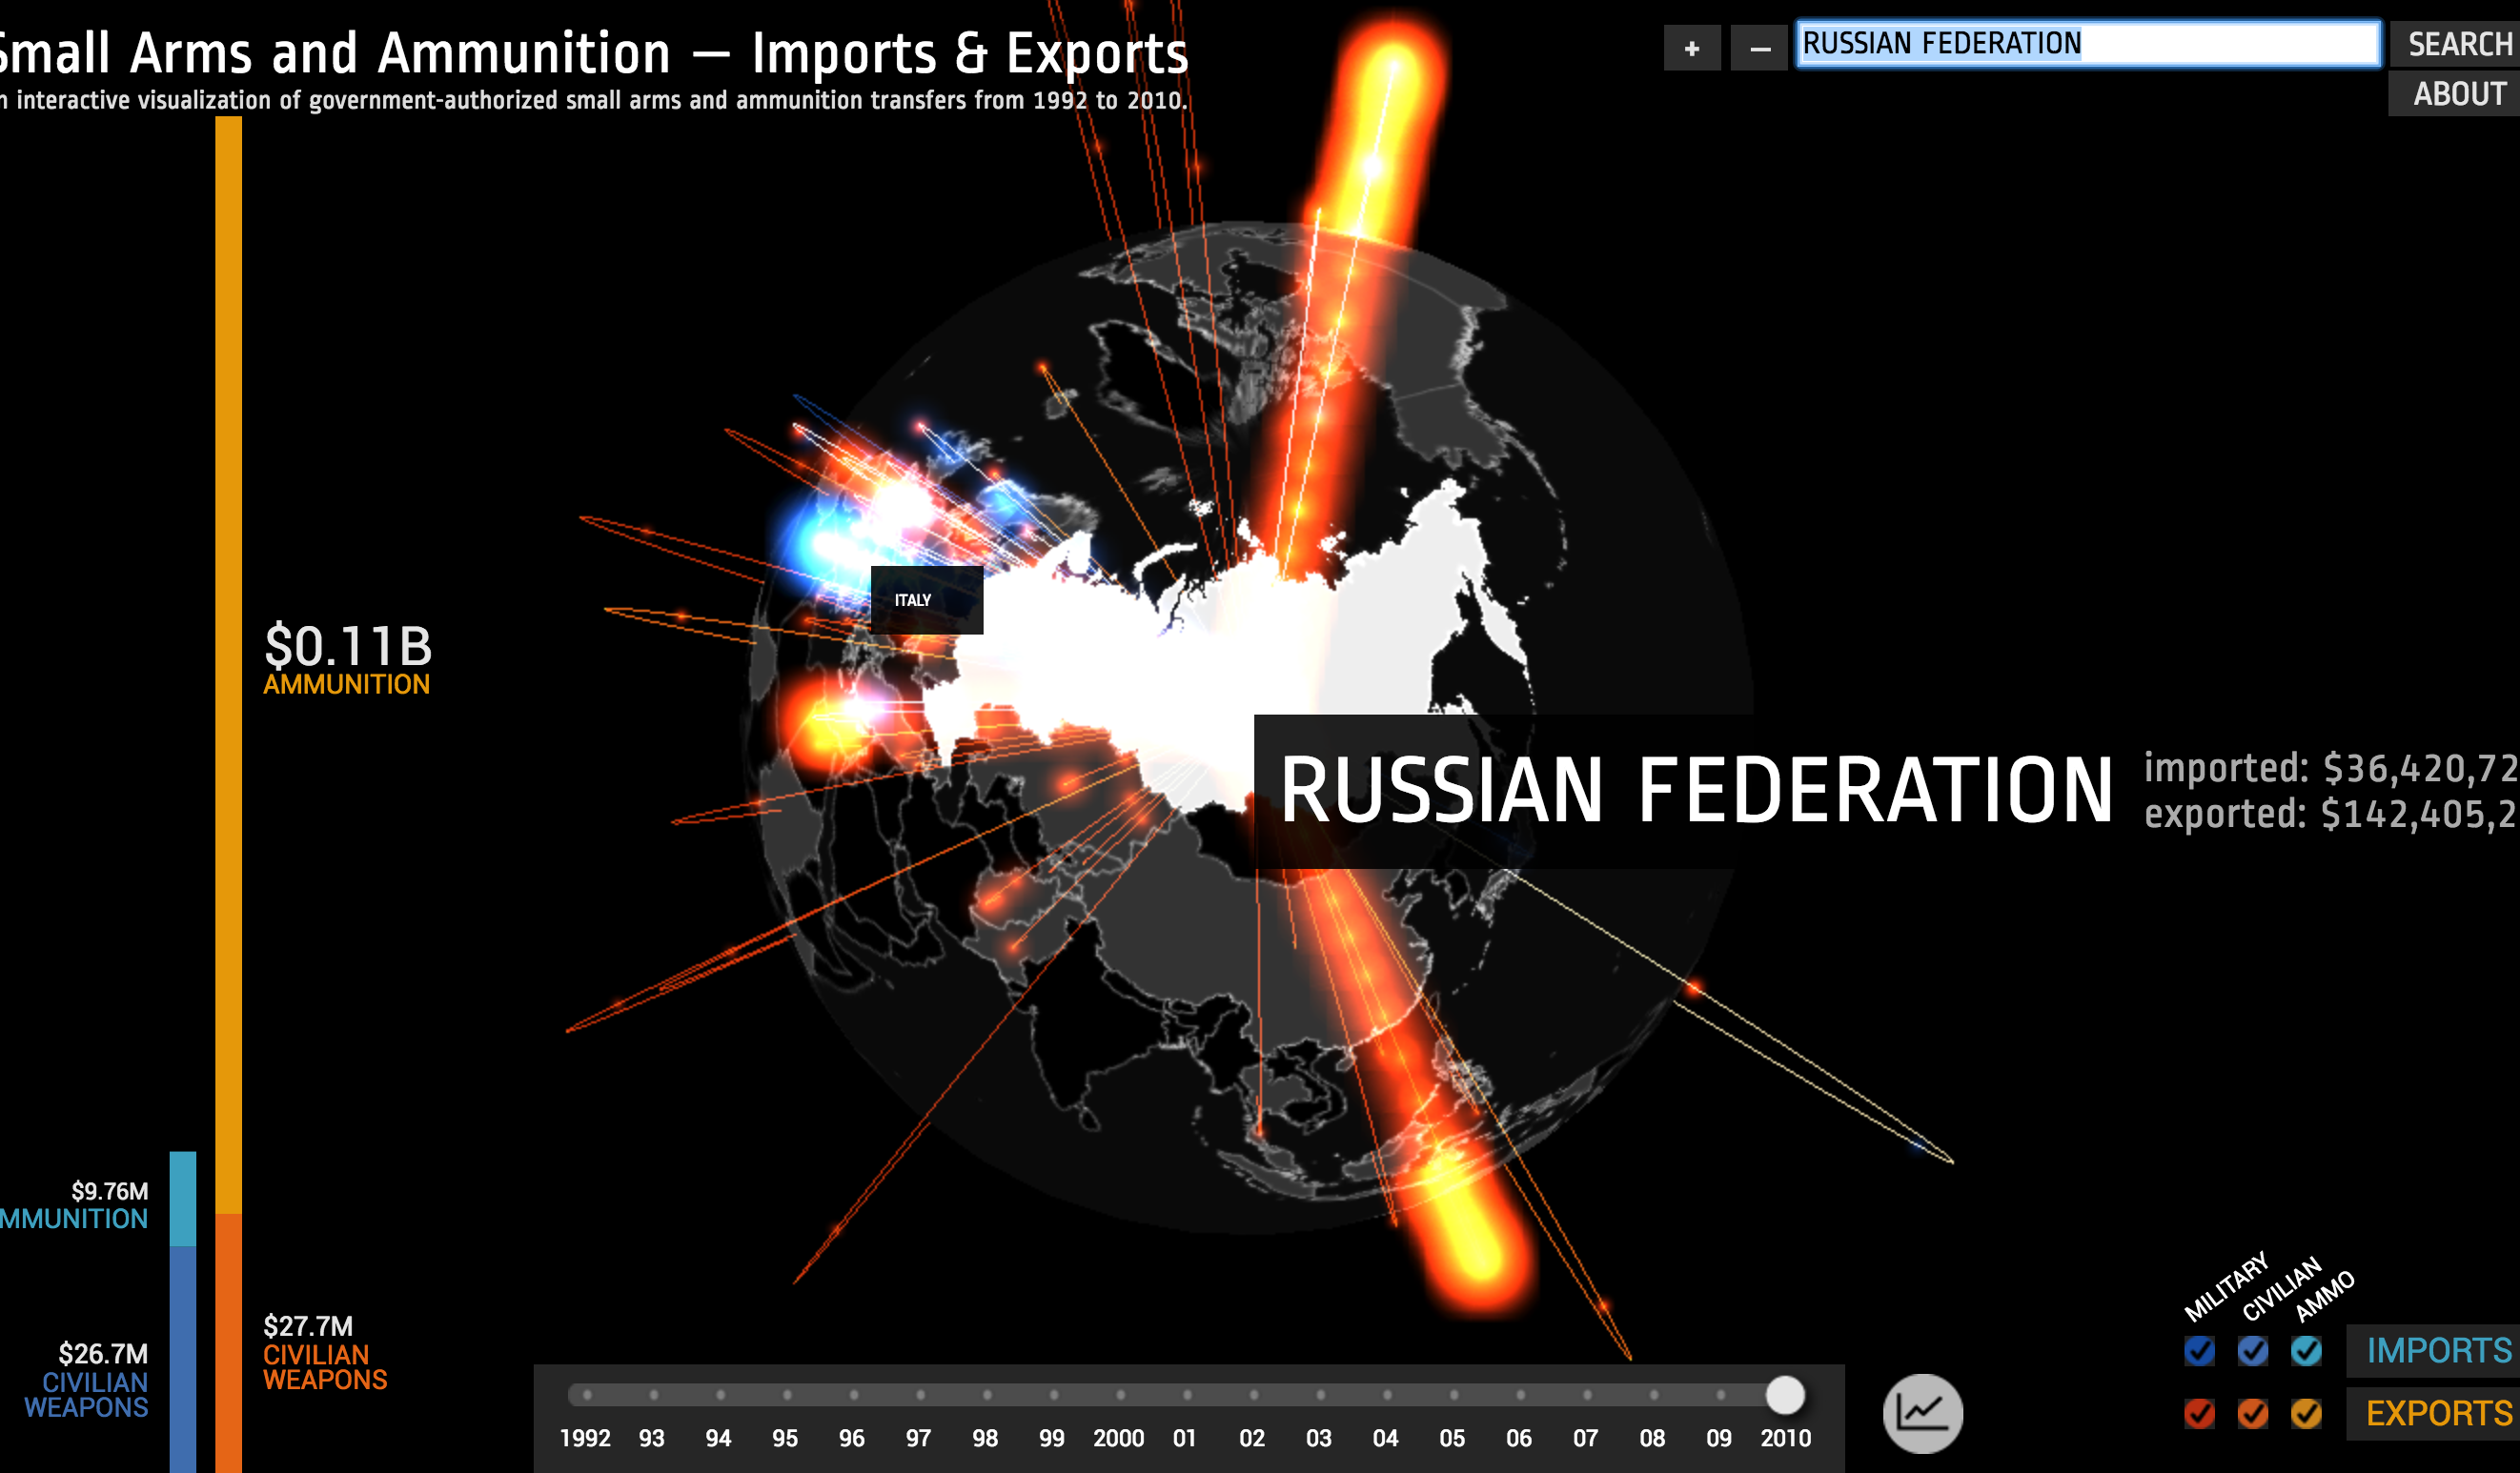 Small Arms and Ammunition — Imports & Exports
n interactive visualization of government-authorized small arms and ammunition transfers from 1992 to 2010.
+ — RUSSIAN FEDERATION SEARCH
ABOUT
ITALY
$0.11B
AMMUNITION
RUSSIAN FEDERATION
imported: $36,420,72
exported: $142,405,2
$9.76M
MMUNITION
$26.7M
CIVILIAN
WEAPONS
$27.7M
CIVILIAN
WEAPONS
MILITARY CIVILIAN AMMO
IMPORTS
EXPORTS
1992 93 94 95 96 97 98 99 2000 01 02 03 04 05 06 07 08 09 2010